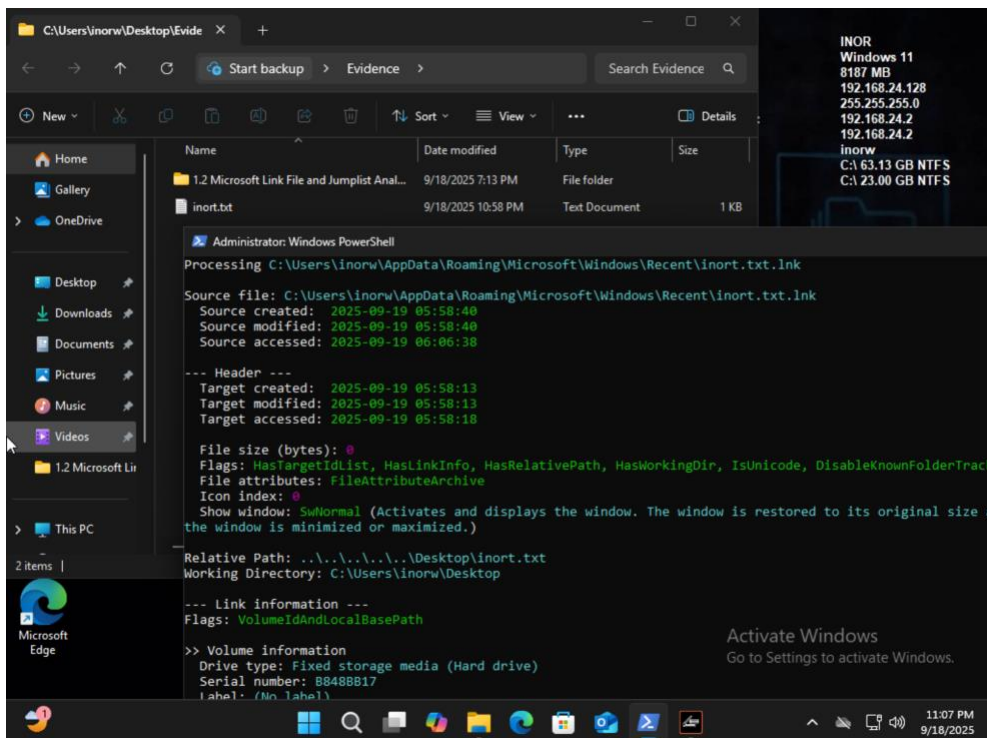 C:\Users\inorw\Desktop\Evide
Start backup > Evidence >
Search Evidence
New
Sort
View
Details
Name
Date modified
Type
Size
1.2 Microsoft Link File and Jumplist Anal...
9/18/2025 7:13 PM
File folder
inort.txt
9/18/2025 10:58 PM
Text Document
1 KB
Home
Gallery
OneDrive
Desktop
Downloads
Documents
Pictures
Music
Videos
1.2 Microsoft Lir
This PC
2 items
INOR
Windows 11
8187 MB
192.168.24.128
255.255.255.0
192.168.24.2
192.168.24.2
inorw
C:\ 63.13 GB NTFS
C:\ 23.00 GB NTFS
Administrator: Windows PowerShell
Processing C:\Users\inorw\AppData\Roaming\Microsoft\Windows\Recent\inort.txt.lnk
Source file: C:\Users\inorw\AppData\Roaming\Microsoft\Windows\Recent\inort.txt.lnk
Source created: 2025-09-19 05:58:40
Source modified: 2025-09-19 05:58:40
Source accessed: 2025-09-19 06:06:38
--- Header ---
Target created: 2025-09-19 05:58:13
Target modified: 2025-09-19 05:58:13
Target accessed: 2025-09-19 05:58:18
File size (bytes): 0
Flags: HasTargetIdList, HasLinkInfo, HasRelativePath, HasWorkingDir, IsUnicode, DisableKnownFolderTrac
File attributes: FileAttributeArchive
Icon index: 0
Show window: SwNormal (Activates and displays the window. The window is restored to its original size
the window is minimized or maximized.)
Relative Path: ..\..\..\..\..\Desktop\inort.txt
Working Directory: C:\Users\inorw\Desktop
--- Link information ---
Flags: VolumeIdAndLocalBasePath
>> Volume information
Drive type: Fixed storage media (Hard drive)
Serial number: B848BB17
Label: (No label)
Microsoft
Edge
Activate Windows
Go to Settings to activate Windows.
1
11:07 PM
9/18/2025